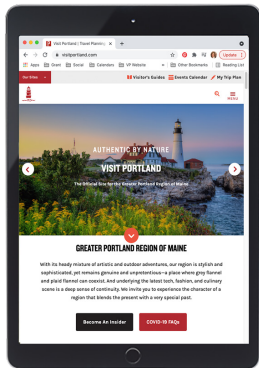 Visit Portland | Travel Planning
visitportland.com
Update
Apps Grant Social Calendars VP Website » Other Bookmarks Reading List
Our Sites
Visitor's Guides Events Calendar My Trip Plan
MENU
AUTHENTIC BY NATURE
VISIT PORTLAND
The Official Site for the Greater Portland Region of Maine
GREATER PORTLAND REGION OF MAINE
With its heady mixture of artistic and outdoor adventures, our region is stylish and
sophisticated, yet remains genuine and unpretentious–a place where grey flannel
and plaid flannel can coexist. And underlying the latest tech, fashion, and culinary
scene is a deep sense of continuity. We invite you to experience the character of a
region that blends the present with a very special past.
Become An Insider COVID-19 FAQs